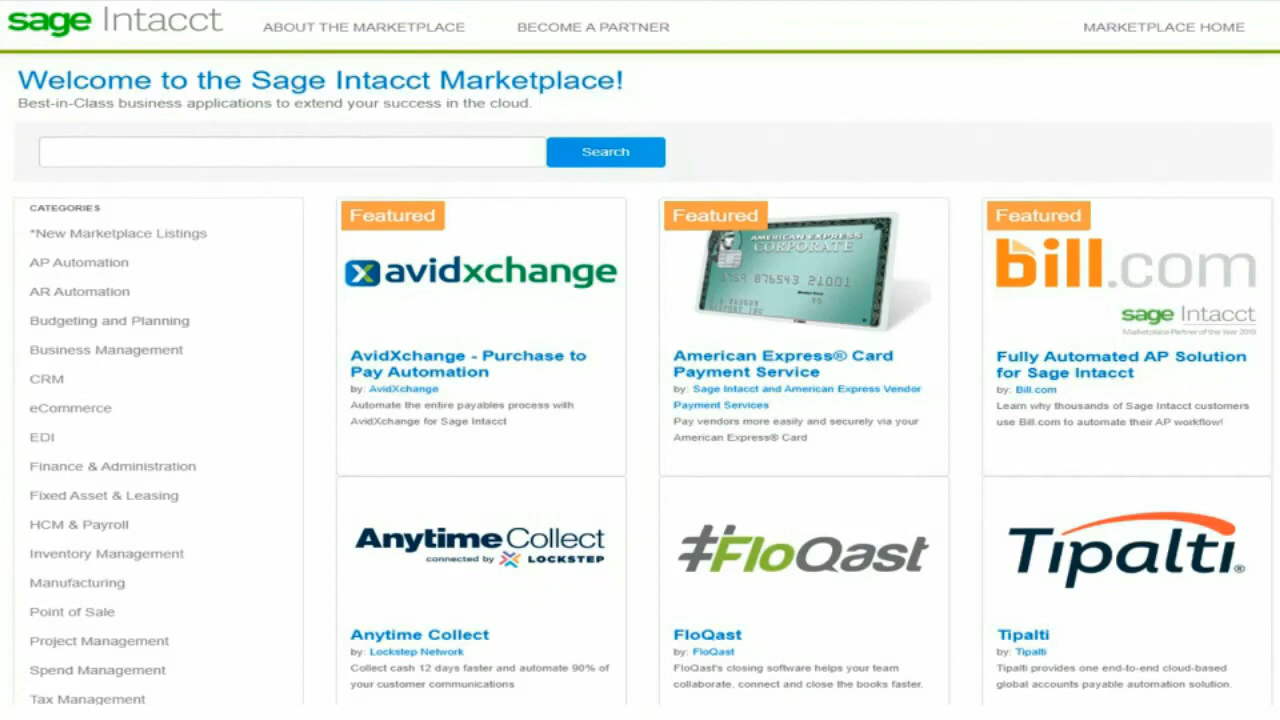 sage Intacct
ABOUT THE MARKETPLACE
BECOME A PARTNER
MARKETPLACE HOME
Welcome to the Sage Intacct Marketplace!
Best-in-Class business applications to extend your success in the cloud.
Search
CATEGORIES
*New Marketplace Listings
AP Automation
AR Automation
Budgeting and Planning
Business Management
CRM
eCommerce
EDI
Finance & Administration
Fixed Asset & Leasing
HCM & Payroll
Inventory Management
Manufacturing
Point of Sale
Project Management
Spend Management
Tax Management
Featured
avidxchange
AvidXchange - Purchase to
Pay Automation
by: AvidXchange
Automate the entire payables process with
AvidXchange for Sage Intacct
Featured
AMERICAN EXPRESS
CORPORATE
American Express® Card
Payment Service
by: Sage Intacct and American Express Vendor
Payment Services
Pay vendors more easily and securely via your
American Express® Card
Featured
bill.com
sage Intacct
Marketplace Partner of the Year 2019
Fully Automated AP Solution
for Sage Intacct
by: Bill.com
Learn why thousands of Sage Intacct customers
use Bill.com to automate their AP workflow!
AnytimeCollect
connected by LOCKSTEP
Anytime Collect
by: Lockstep Network
Collect cash 12 days faster and automate 90% of
your customer communications
#FloQast
FloQast
by: FloQast
FloQast's closing software helps your team
collaborate, connect and close the books faster.
Tipalti®
Tipalti
by: Tipalti
Tipalti provides one end-to-end cloud-based
global accounts payable automation solution.